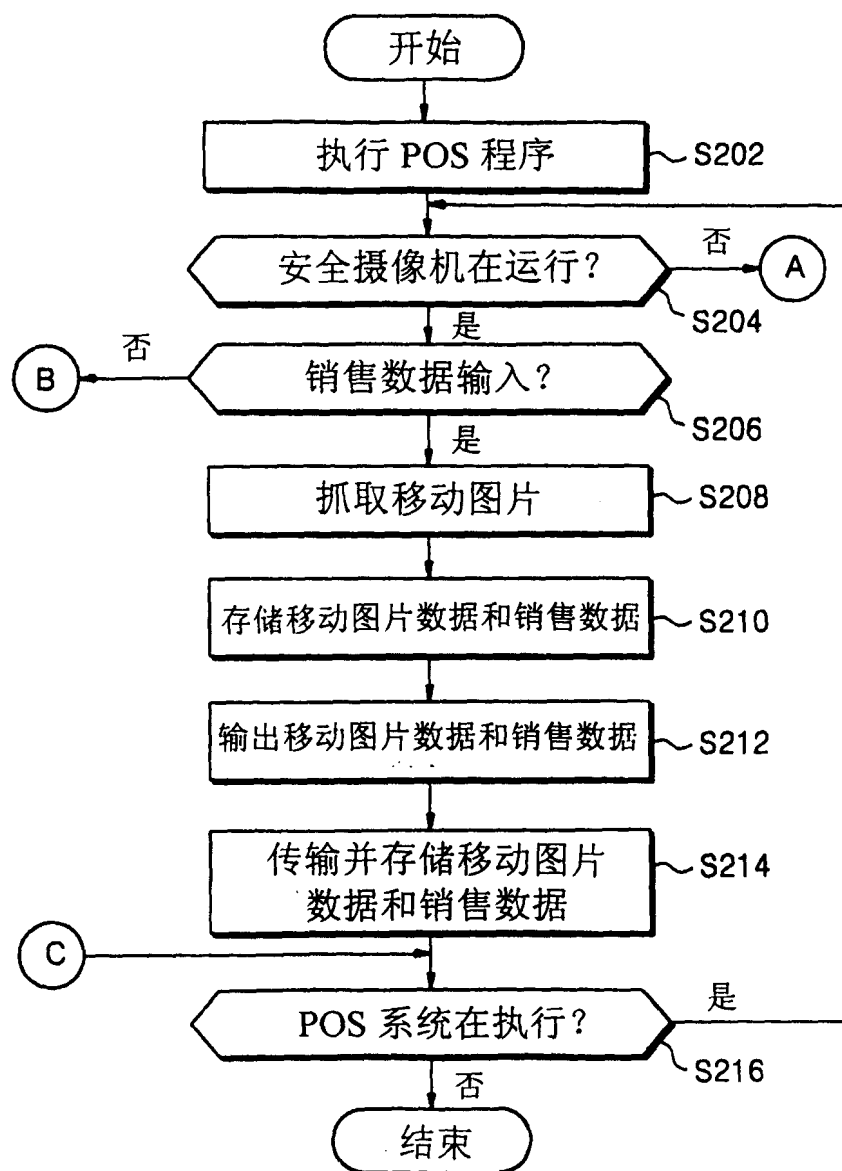 开始
执行 POS 程序
S202
安全摄像机在运行?
否
A
S204
是
否
B
销售数据输入?
S206
是
抓取移动图片
S208
存储移动图片数据和销售数据
S210
输出移动图片数据和销售数据
S212
传输并存储移动图片
数据和销售数据
S214
C
POS 系统在执行?
是
S216
否
结束